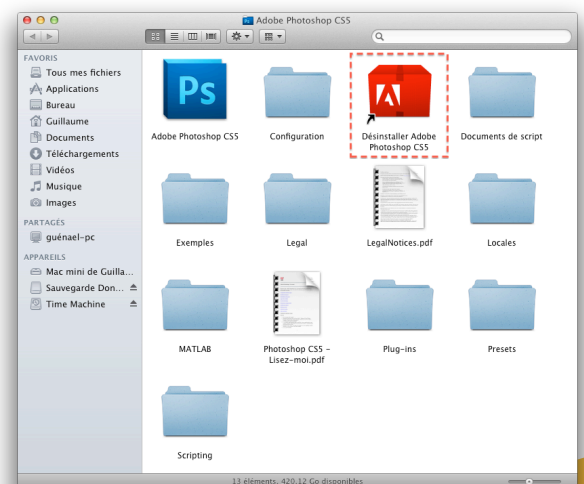 Adobe Photoshop CS5
FAVORIS
Tous mes fichiers
Applications
Bureau
Guillaume
Documents
Téléchargements
Vidéos
Musique
Images
PARTAGÉS
guénael-pc
APPAREILS
Mac mini de Guilla...
Sauvegarde Don...
Time Machine
Ps
Adobe Photoshop CS5
Configuration
Désinstaller Adobe
Photoshop CS5
Documents de script
Exemples
Legal
LegalNotices.pdf
Locales
MATLAB
Photoshop CS5 –
Lisez-moi.pdf
Plug-ins
Presets
Scripting
13 éléments, 420,12 Go disponibles